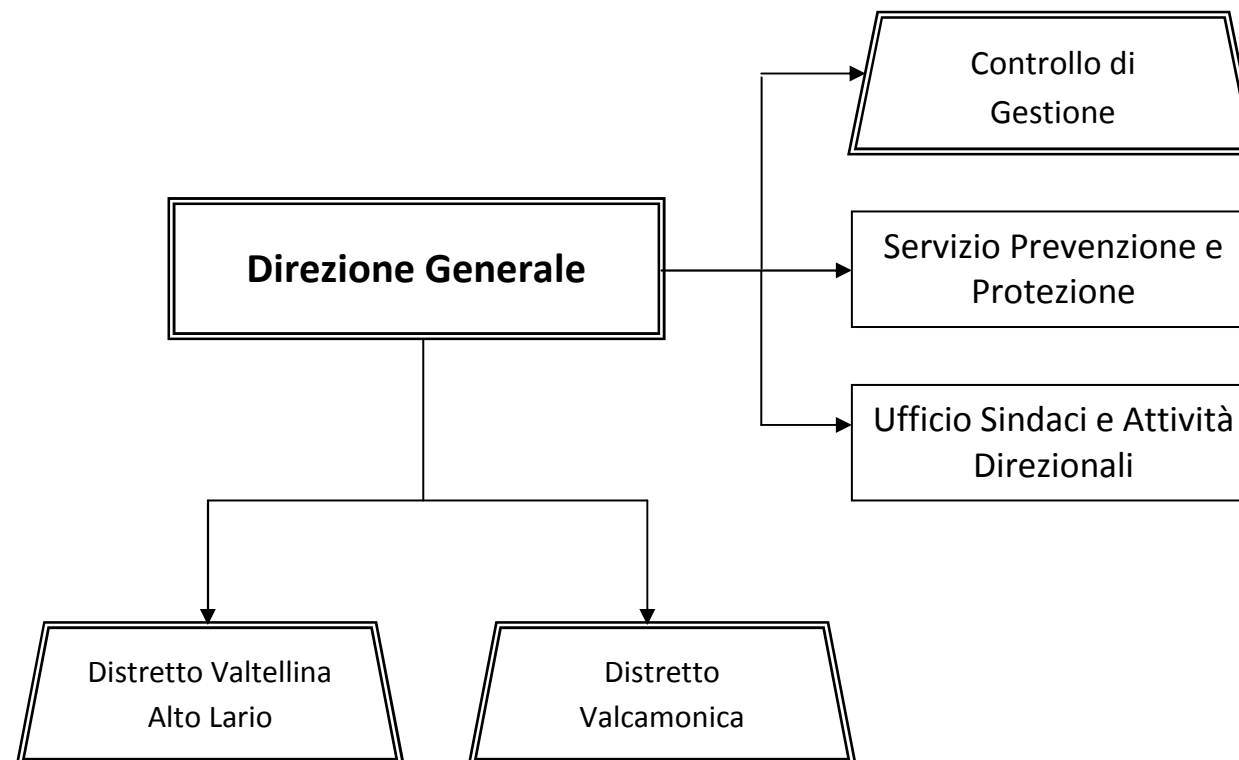 Controllo di
Gestione
Direzione Generale
Servizio Prevenzione e
Protezione
Ufficio Sindaci e Attività
Direzionali
Distretto Valtellina
Alto Lario
Distretto
Valcamonica